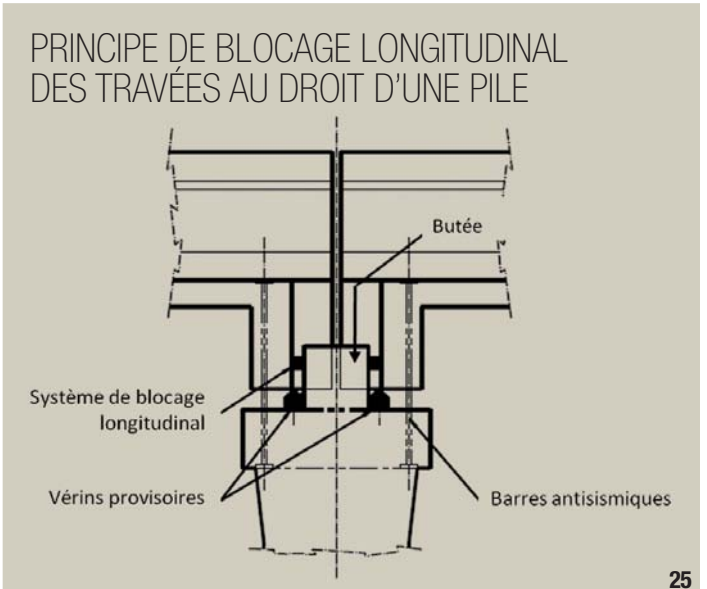 PRINCIPE DE BLOCAGE LONGITUDINAL
DES TRAVÉES AU DROIT D'UNE PILE
Butée
Système de blocage
longitudinal
Vérins provisoires
Barres antisismiques
25